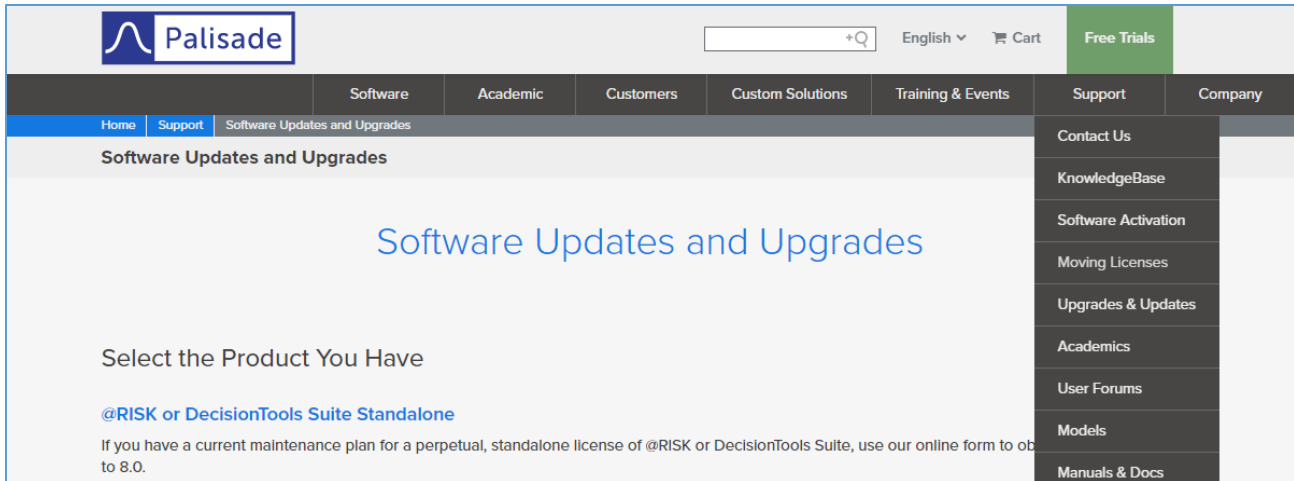 Palisade
English
Cart
Free Trials
Software
Academic
Customers
Custom Solutions
Training & Events
Support
Company
Home
Support
Software Updates and Upgrades
Software Updates and Upgrades
Software Updates and Upgrades
Select the Product You Have
@RISK or DecisionTools Suite Standalone
If you have a current maintenance plan for a perpetual, standalone license of @RISK or DecisionTools Suite, use our online form to ob
to 8.0.
Contact Us
KnowledgeBase
Software Activation
Moving Licenses
Upgrades & Updates
Academics
User Forums
Models
Manuals & Docs